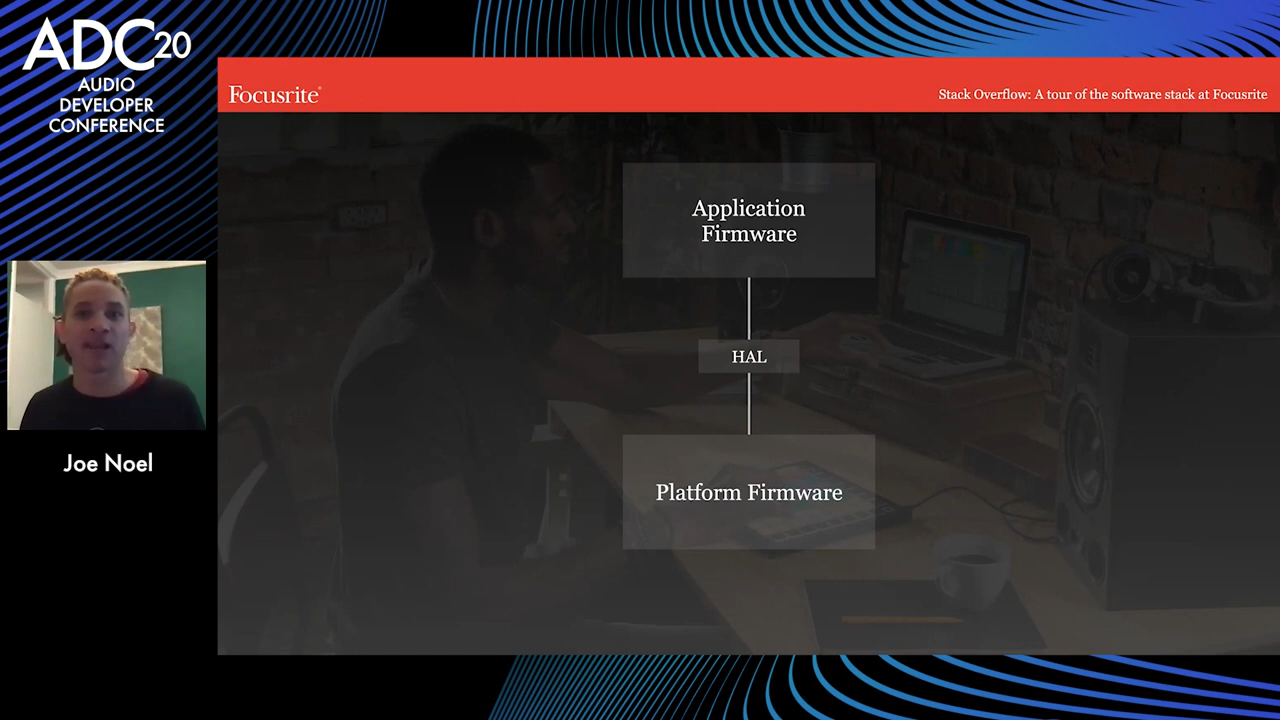 ADC20
AUDIO
DEVELOPER
CONFERENCE
Focusrite
Stack Overflow: A tour of the software stack at Focusrite
Application
Firmware
HAL
Platform Firmware
Joe Noel